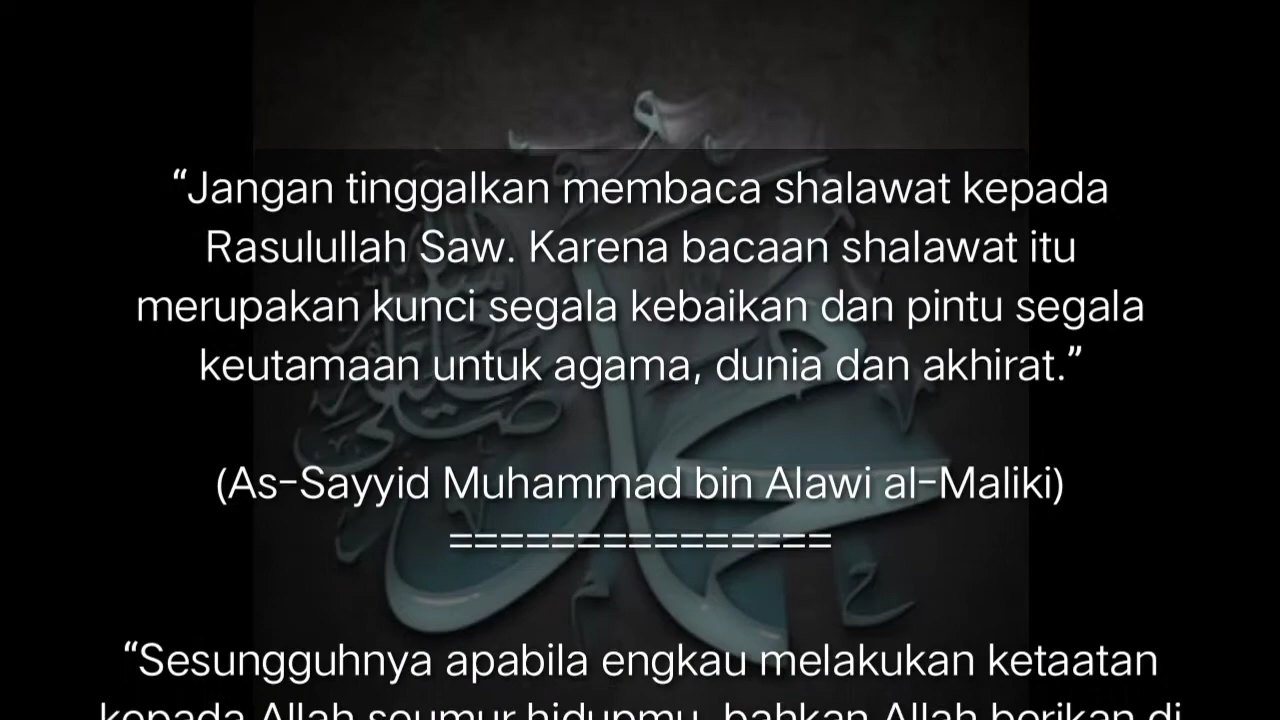 “Jangan tinggalkan membaca shalawat kepada
Rasulullah Saw. Karena bacaan shalawat itu
merupakan kunci segala kebaikan dan pintu segala
keutamaan untuk agama, dunia dan akhirat.”
(As-Sayyid Muhammad bin Alawi al-Maliki)
===============
“Sesungguhnya apabila engkau melakukan ketaatan
kepada Allah seumur hidupmu, bahkan Allah berikan di
محمد